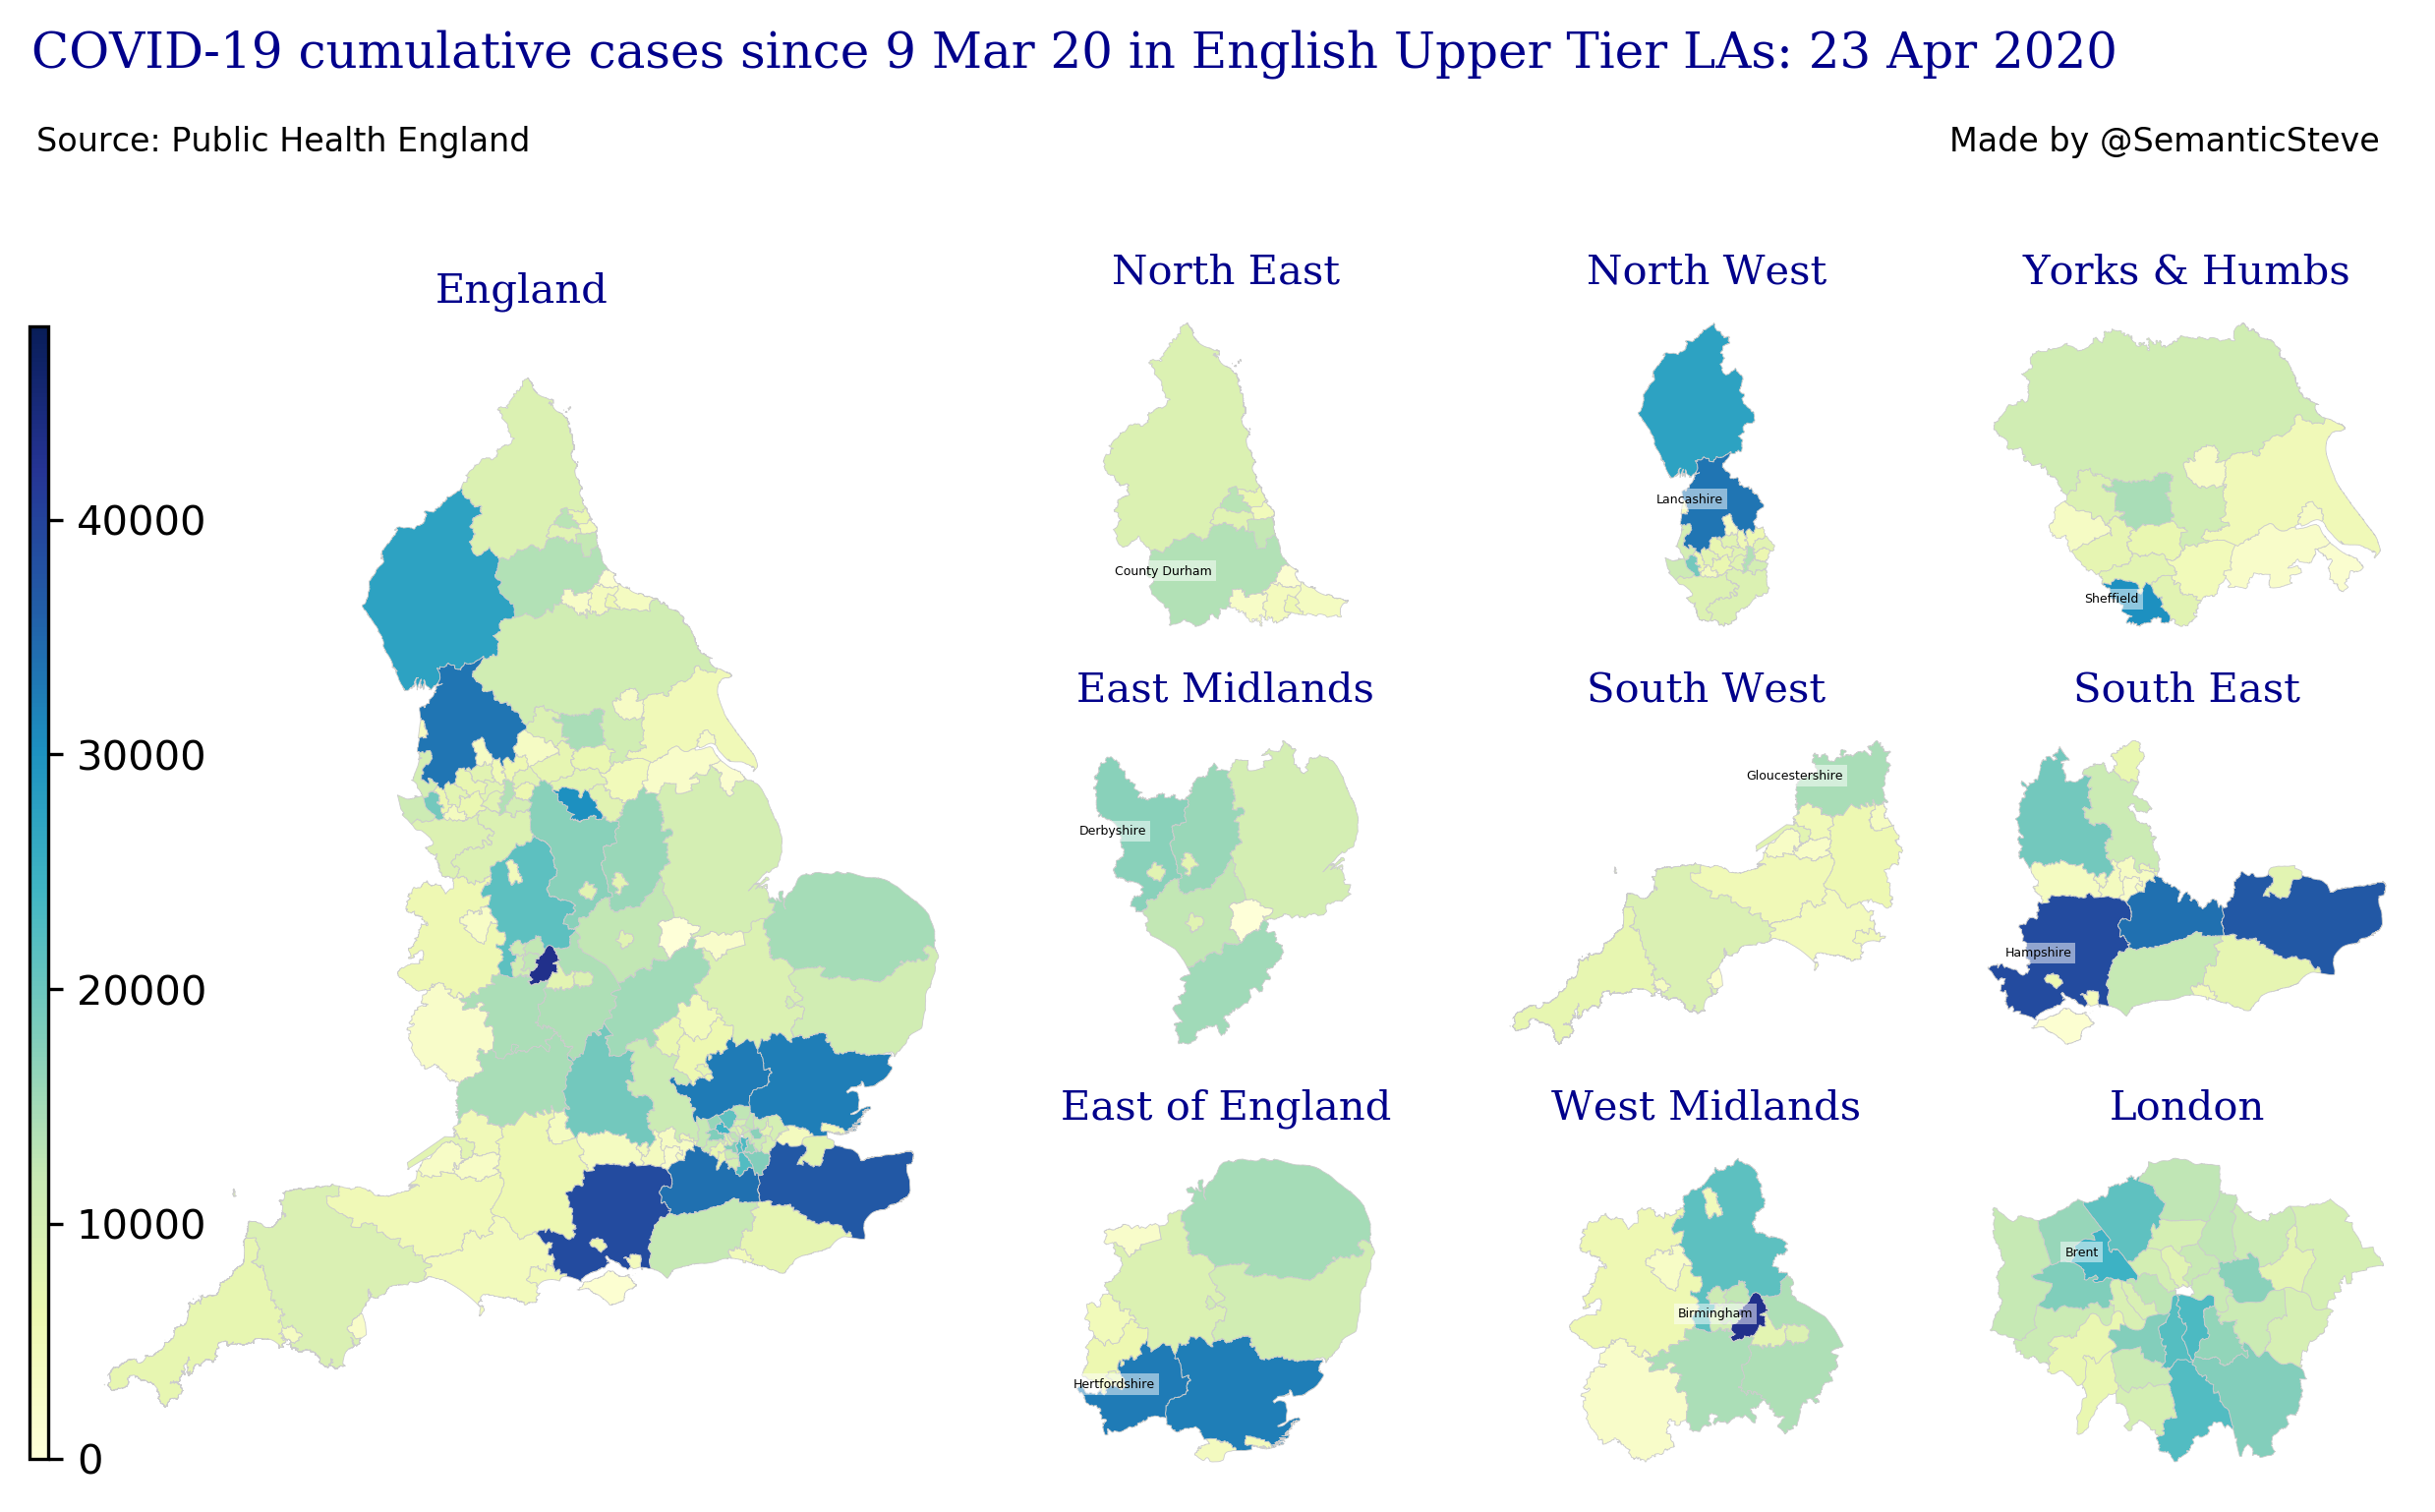 COVID-19 cumulative cases since 9 Mar 20 in English Upper Tier LAs: 23 Apr 2020
Source: Public Health England
Made by @SemanticSteve
England
40000
30000
20000
10000
0
North East
County Durham
North West
Lancashire
Yorks & Humbs
Sheffield
East Midlands
Derbyshire
South West
Gloucestershire
South East
Hampshire
East of England
Hertfordshire
West Midlands
Birmingham
London
Brent